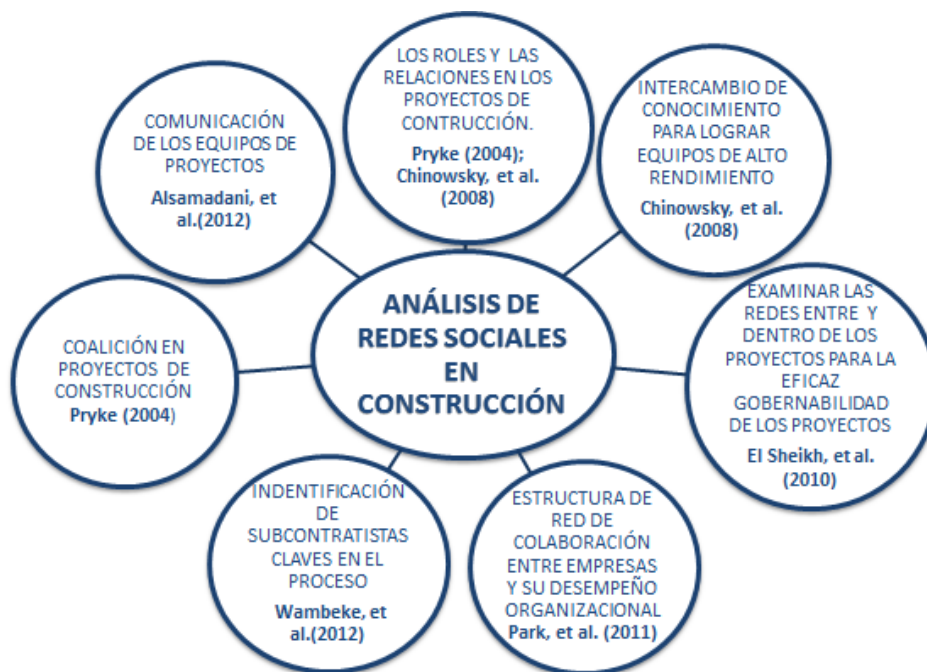 LOS ROLES Y LAS
RELACIONES EN LOS
PROYECTOS DE
CONTRUCCIÓN.
Pryke (2004);
Chinowsky, et al.
(2008)
INTERCAMBIO DE
CONOCIMIENTO
PARA LOGRAR
EQUIPOS DE ALTO
RENDIMIENTO
Chinowsky, et al.
(2008)
EXAMINAR LAS
REDES ENTRE Y
DENTRO DE LOS
PROYECTOS PARA LA
EFICAZ
GOBERNABILIDAD
DE LOS PROYECTOS
El Sheikh, et al.
(2010)
ESTRUCTURA DE
RED DE
COLABORACIÓN
ENTRE EMPRESAS
Y SU DESEMPEÑO
ORGANIZACIONAL
Park, et al. (2011)
INDENTIFICACIÓN
DE
SUBCONTRATISTAS
CLAVES EN EL
PROCESO
Wambeke, et
al.(2012)
COALICIÓN EN
PROYECTOS DE
CONSTRUCCIÓN
Pryke (2004)
COMUNICACIÓN
DE LOS EQUIPOS DE
PROYECTOS
Alsamadani, et
al.(2012)
ANÁLISIS DE
REDES SOCIALES
EN
CONSTRUCCIÓN